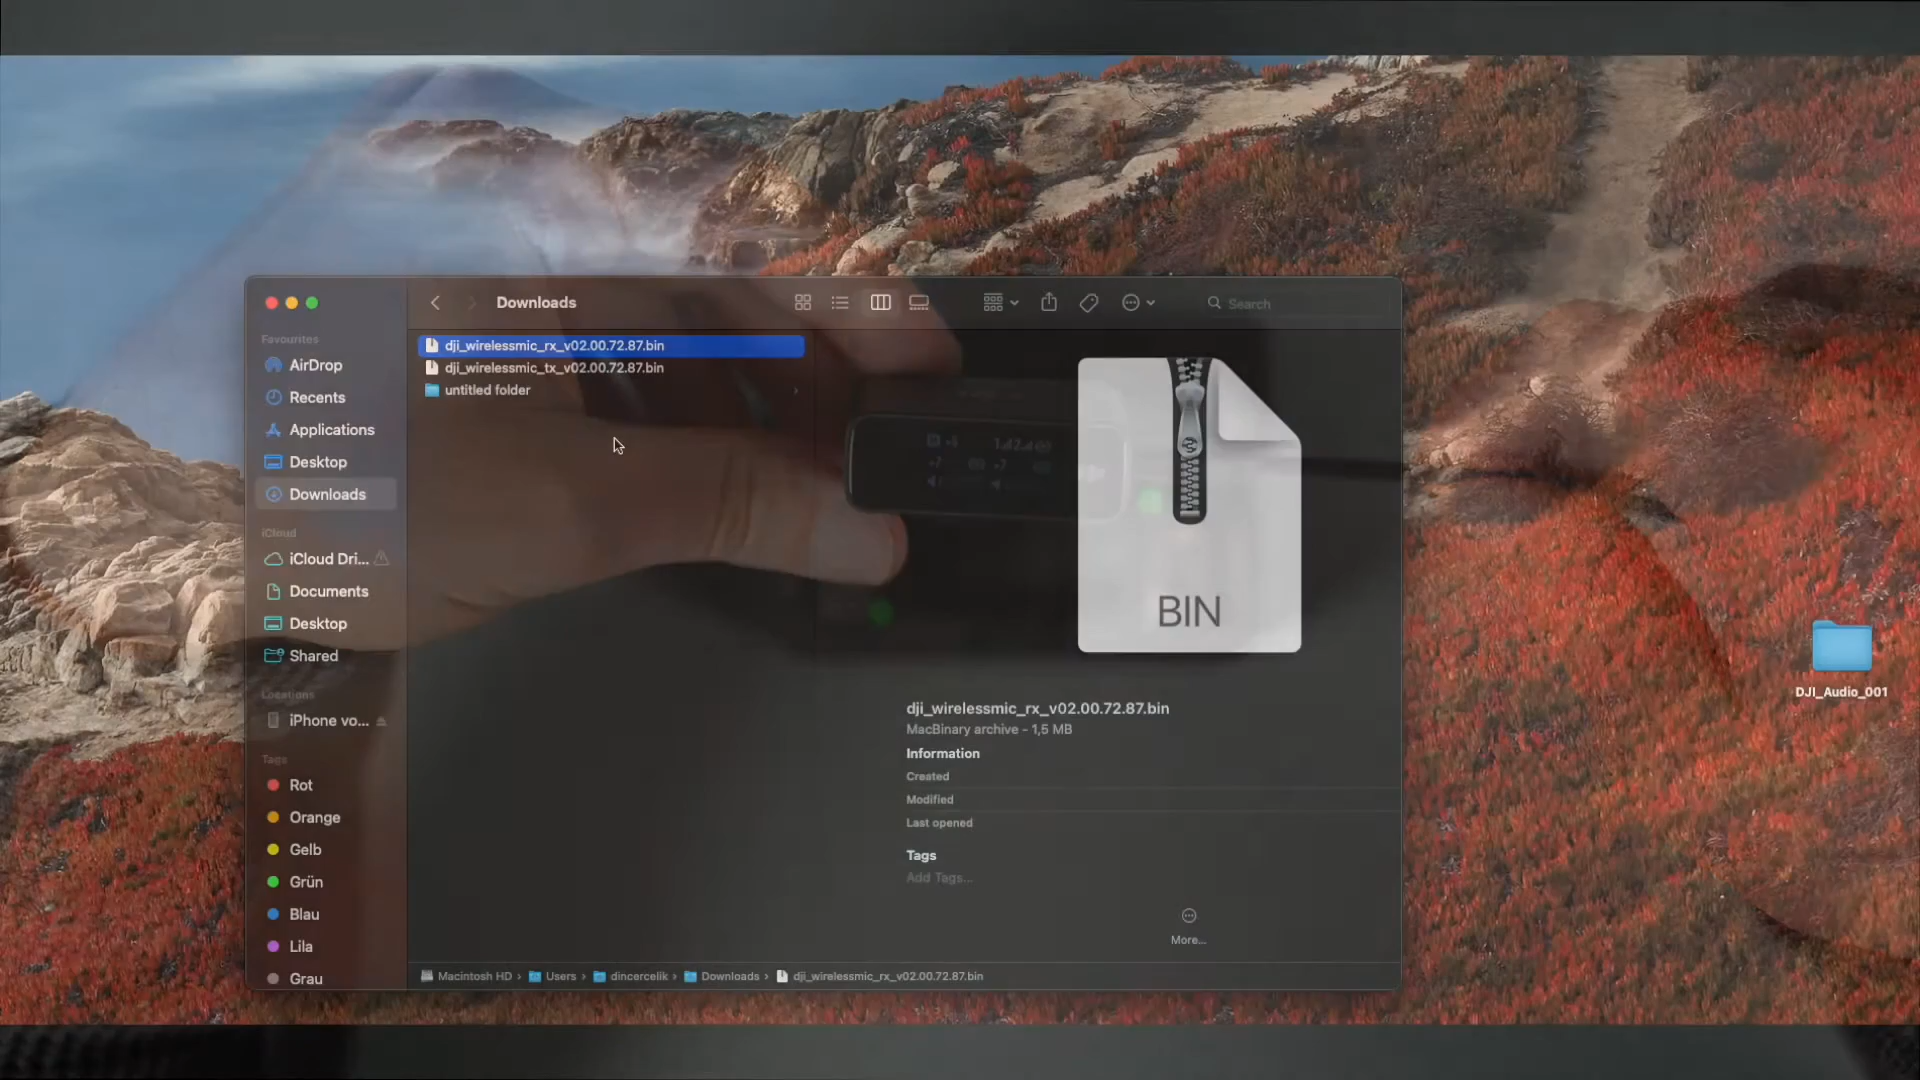 Downloads
Search
Favourites
AirDrop
Recents
Applications
Desktop
Downloads
iCloud
iCloud Dri...
Documents
Desktop
Shared
Locations
iPhone vo...
Tags
Rot
Orange
Gelb
Grün
Blau
Lila
Grau
dji_wirelessmic_rx_v02.00.72.87.bin
dji_wirelessmic_tx_v02.00.72.87.bin
untitled folder
BIN
dji_wirelessmic_rx_v02.00.72.87.bin
MacBinary archive - 1,5 MB
Information
Created
Modified
Last opened
Tags
Add Tags...
More...
Macintosh HD › Users › dincercelik › Downloads › dji_wirelessmic_rx_v02.00.72.87.bin
DJI_Audio_001